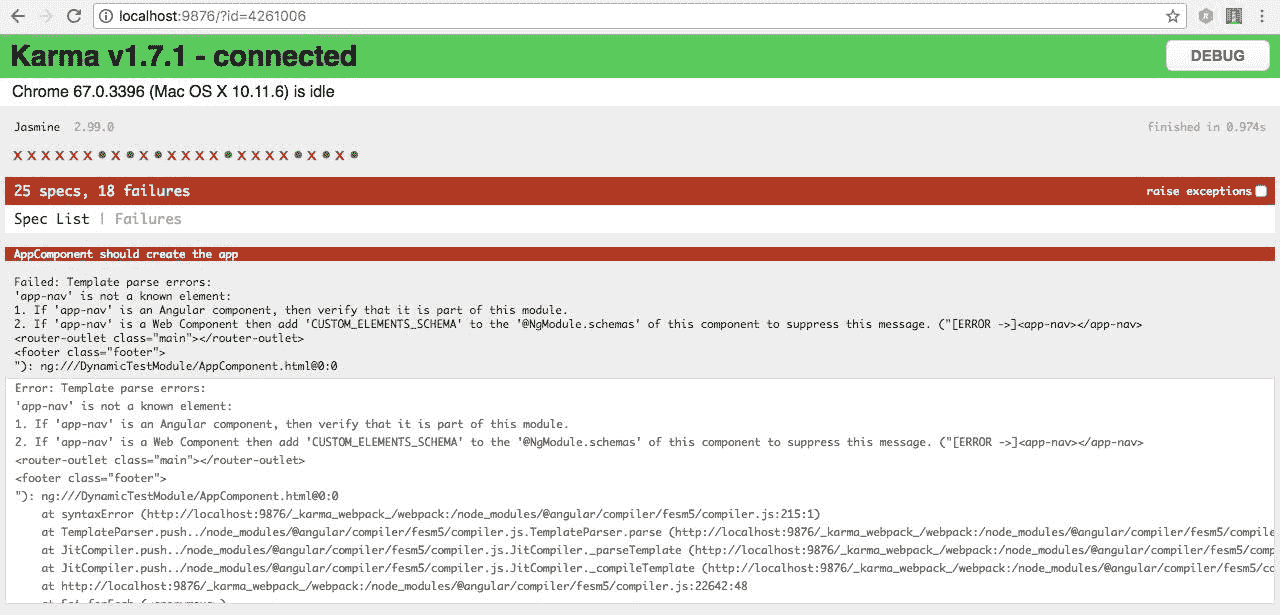 localhost:9876/?id=4261006
Karma v1.7.1 - connected
DEBUG
Chrome 67.0.3396 (Mac OS X 10.11.6) is idle
Jasmine 2.99.0 finished in 0.974s
25 specs, 18 failures raise exceptions
Spec List | Failures
AppComponent should create the app
Failed: Template parse errors:
'app-nav' is not a known element:
1. If 'app-nav' is an Angular component, then verify that it is part of this module.
2. If 'app-nav' is a Web Component then add 'CUSTOM_ELEMENTS_SCHEMA' to the '@NgModule.schemas' of this component to suppress this message. ("[ERROR ->]<app-nav></app-nav>
<router-outlet class="main"></router-outlet>
<footer class="footer">
"): ng:///DynamicTestModule/AppComponent.html@0:0
Error: Template parse errors:
'app-nav' is not a known element:
1. If 'app-nav' is an Angular component, then verify that it is part of this module.
2. If 'app-nav' is a Web Component then add 'CUSTOM_ELEMENTS_SCHEMA' to the '@NgModule.schemas' of this component to suppress this message. ("[ERROR ->]<app-nav></app-nav>
<router-outlet class="main"></router-outlet>
<footer class="footer">
"): ng:///DynamicTestModule/AppComponent.html@0:0
at syntaxError (http://localhost:9876/_karma_webpack_/webpack:/node_modules/@angular/compiler/fesm5/compiler.js:215:1)
at TemplateParser.push../node_modules/@angular/compiler/fesm5/compiler.js.TemplateParser.parse (http://localhost:9876/_karma_webpack_/webpack:/node_modules/@angular/compiler/fesm5/compile
at JitCompiler.push../node_modules/@angular/compiler/fesm5/compiler.js.JitCompiler._parseTemplate (http://localhost:9876/_karma_webpack_/webpack:/node_modules/@angular/compiler/fesm5/comp
at JitCompiler.push../node_modules/@angular/compiler/fesm5/compiler.js.JitCompiler._compileTemplate (http://localhost:9876/_karma_webpack_/webpack:/node_modules/@angular/compiler/fesm5/co
at http://localhost:9876/_karma_webpack_/webpack:/node_modules/@angular/compiler/fesm5/compiler.js:22642:48